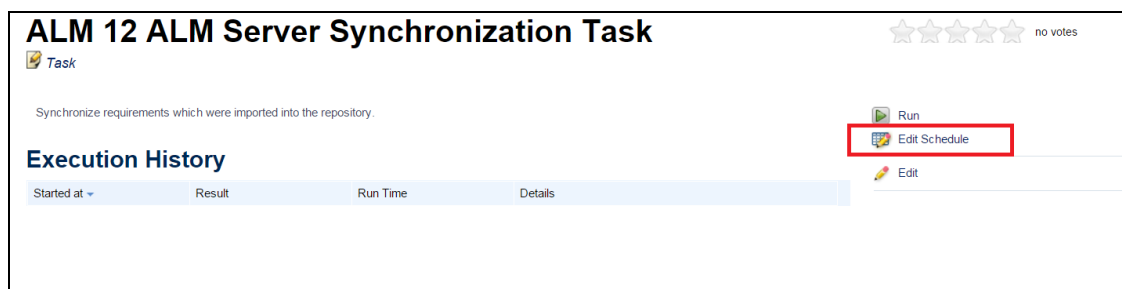 ALM 12 ALM Server Synchronization Task
no votes
Task
Synchronize requirements which were imported into the repository.
Run
Edit Schedule
Execution History
Edit
Started at Result Run Time Details